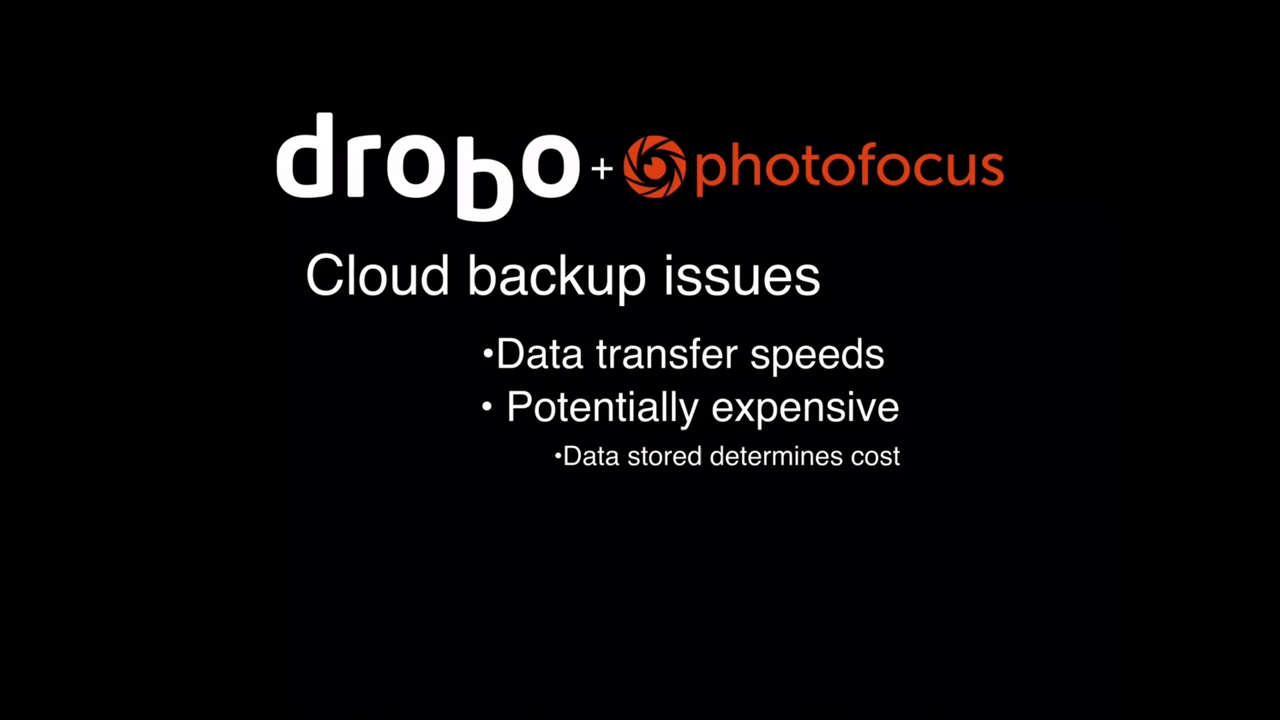 drobo + photofocus
Cloud backup issues
•Data transfer speeds
• Potentially expensive
•Data stored determines cost